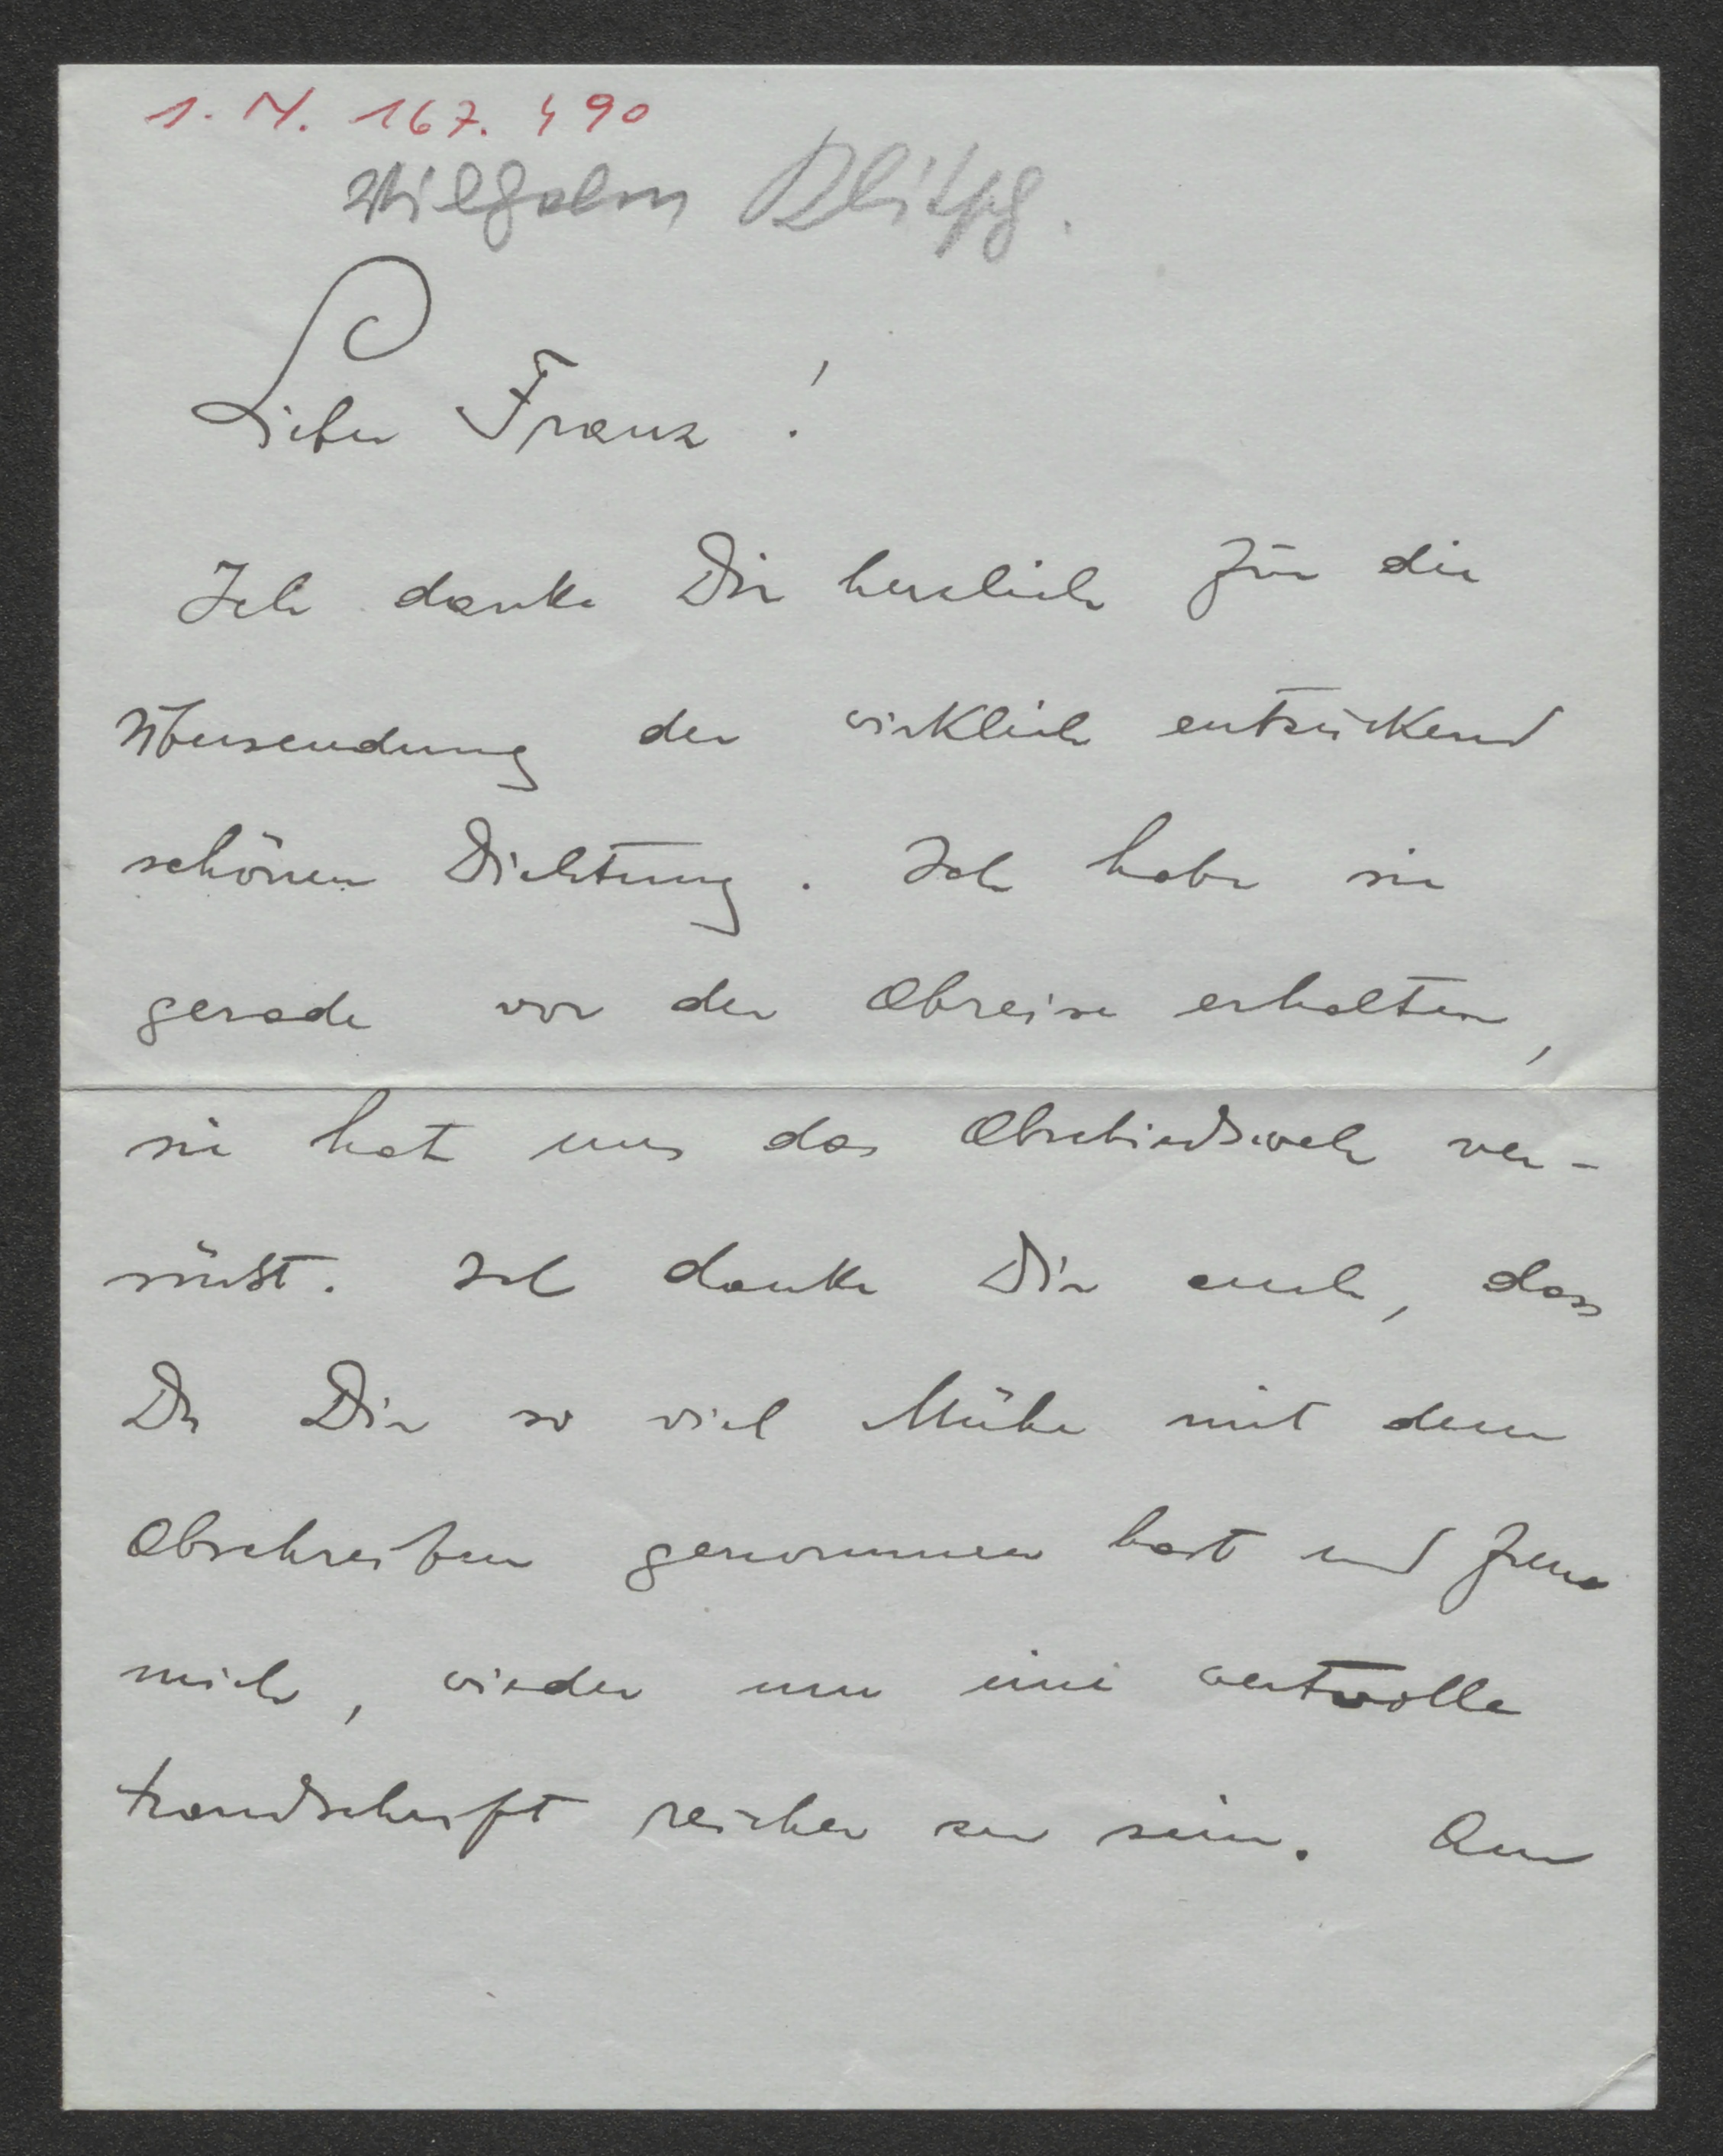 I. N. 167.490
Wilhelm
Lieber Franz!
Ich danke Dir herzlich für die
Übersendung der wirklich entzückend
schönen Dichtung. Ich habe sie
gerade vor der Abreise erhalten,
sie hat uns das Abschiedsweh ver-
süßt. Ich danke Dir auch, dass
Du Dir so viel Mühe mit dem
Abschreiben genommen hast und freue
mich, wieder um eine wertvolle
Handschrift reicher zu sein. Am